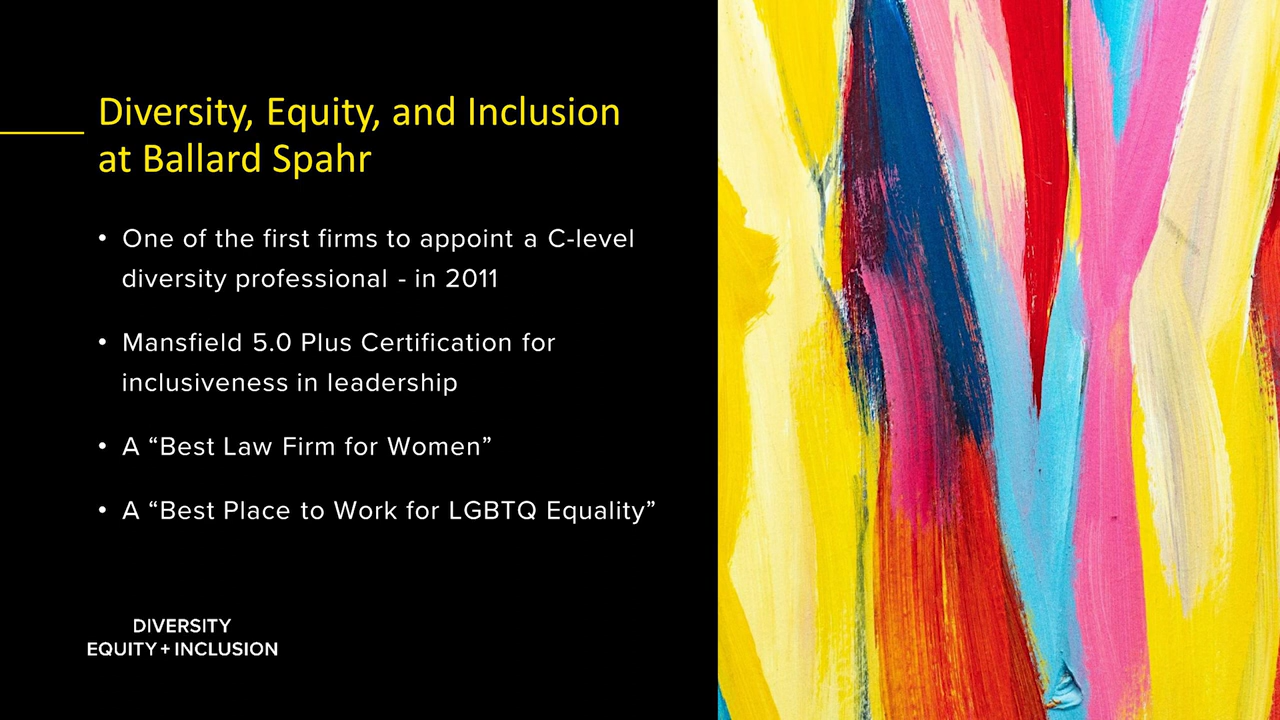 Diversity, Equity, and Inclusion
at Ballard Spahr
• One of the first firms to appoint a C-level
diversity professional - in 2011
• Mansfield 5.0 Plus Certification for
inclusiveness in leadership
• A “Best Law Firm for Women”
• A “Best Place to Work for LGBTQ Equality”
DIVERSITY
EQUITY + INCLUSION